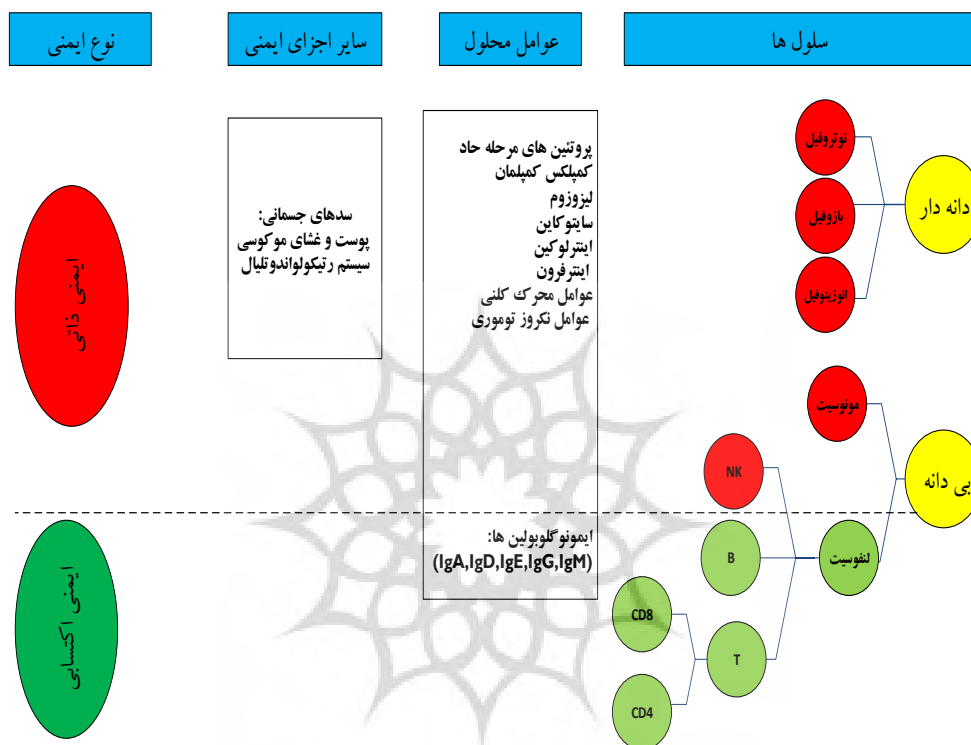 سلول ها
عوامل محلول
سایر اجزای ایمنی
نوع ایمنی
دانه دار
نوتروفیل
بازوفیل
ائوزینوفیل
بی دانه
مونوسیت
لنفوسیت
NK
B
T
CD8
CD4
پروتئین های مرحله حاد
کمپلکس کمپلمان
لیزوزوم
سایتوکاین
اینترلوکین
اینترفرون
عوامل محرک کلنی
عوامل نکروز توموری
ایمونوگلوبولین ها:
(IgA,IgD,IgE,IgG,IgM)
سدهای جسمانی:
پوست و غشای موکوسی
سیستم رتیکولواندوتلیال
ایمنی ذاتی
ایمنی اکتسابی